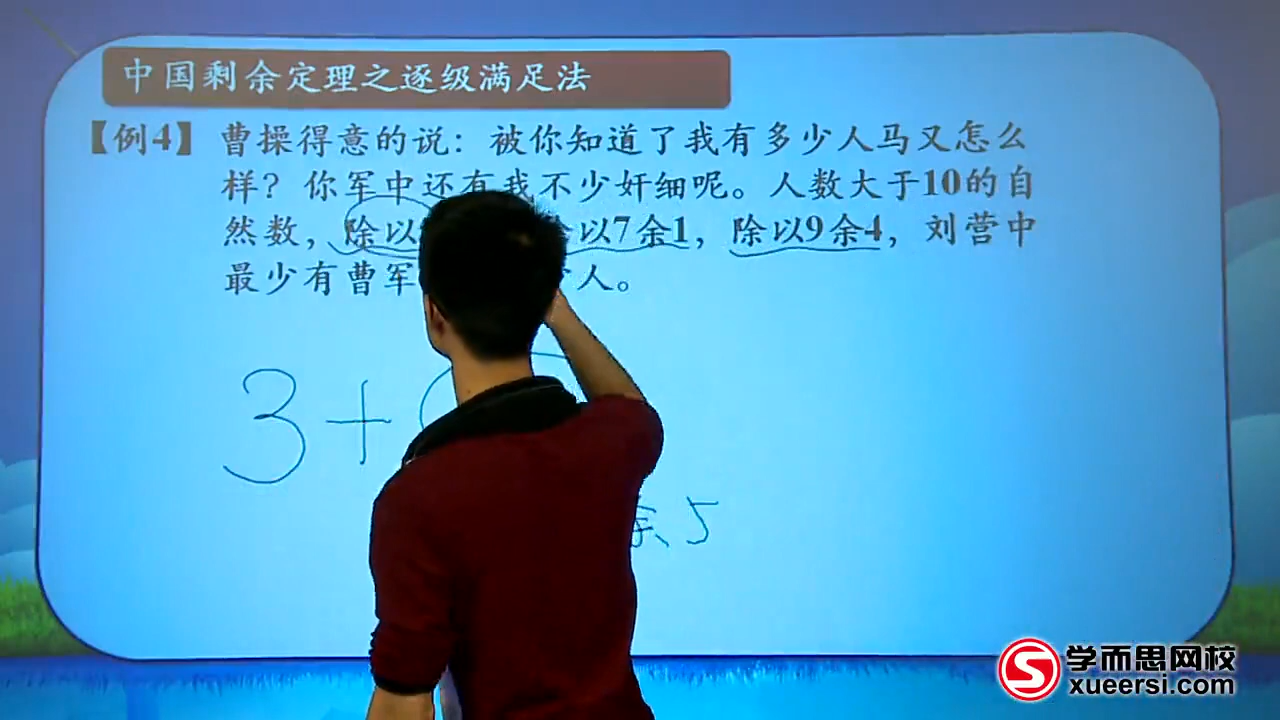 中国剩余定理之逐级满足法
【例4】曹操得意的说：被你知道了我有多少人马又怎么
样？你军中还有我不少奸细呢。人数大于10的自
然数，除以 以7余1，除以9余4，刘营中
最少有曹军 人。
3+
余5
学而思网校
xueersi.com